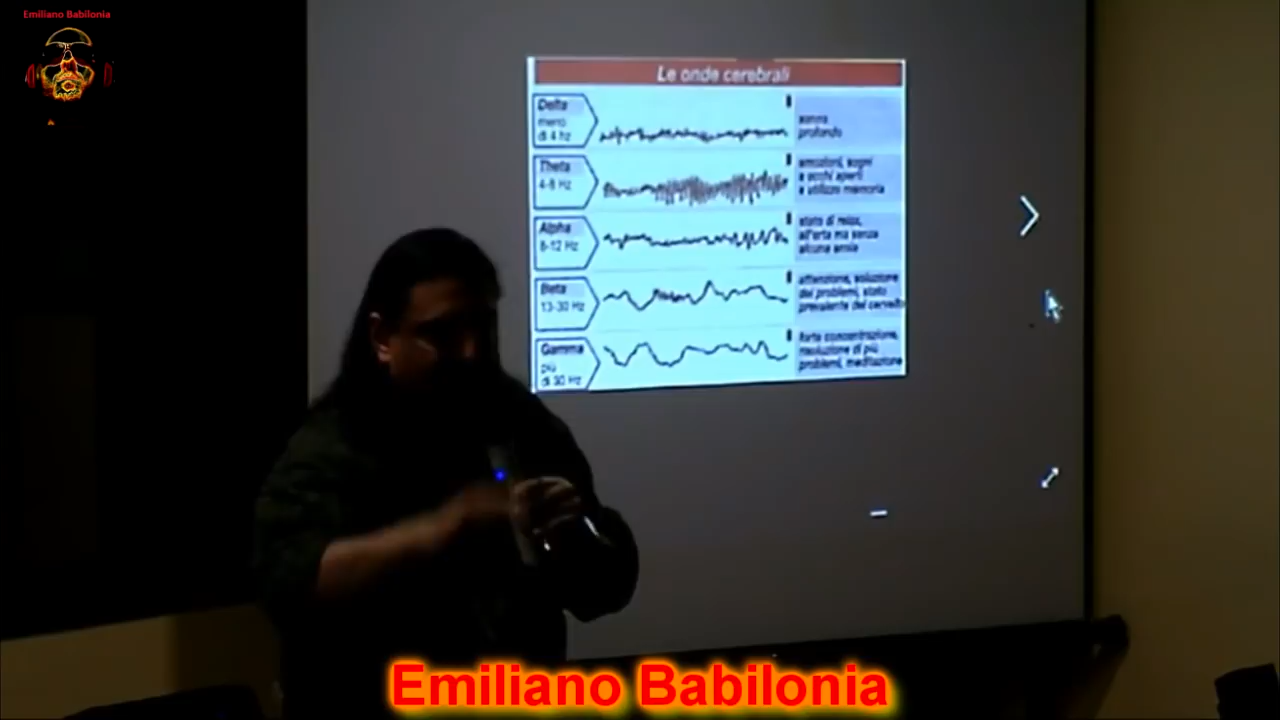 Emiliano Babilonia
Le onde cerebrali
Delta
meno
di 4 hz
sonno
profondo
Theta
4-8 Hz
emozioni, sogni
a occhi aperti
e utilizzo memoria
Alpha
8-12 Hz
stato di relax,
all'erta ma senza
alcuna ansia
Beta
13-30 Hz
attenzione, soluzione
dei problemi, stato
prevalente del cervello
Gamma
più
di 30 Hz
forte concentrazione,
risoluzione di più
problemi, meditazione
Emiliano Babilonia